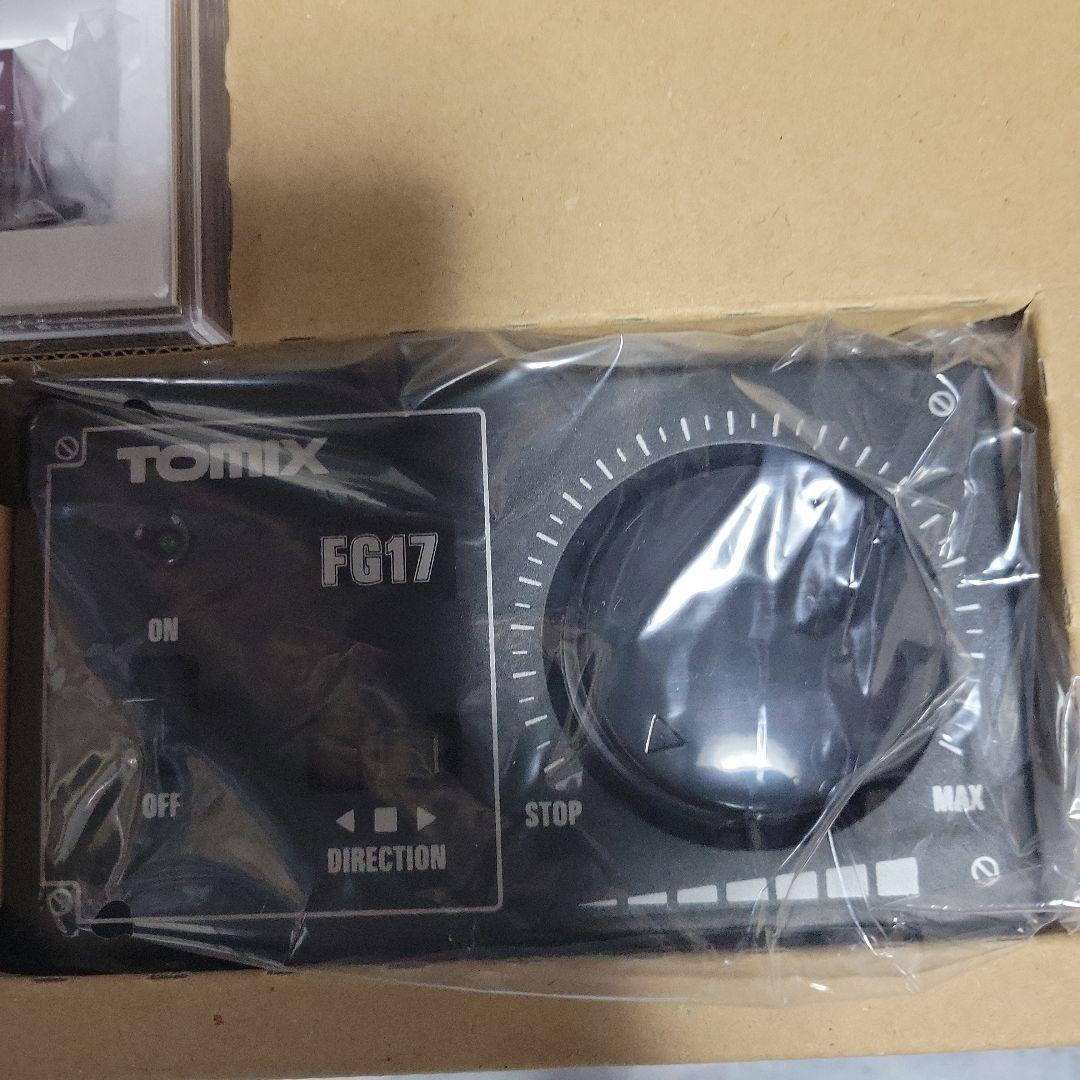 TOMIX
FG17
ON
OFF
DIRECTION
STOP
MAX